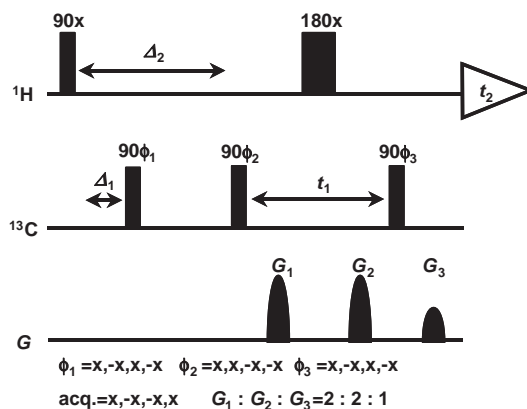 90x 180x
Δ₂
¹H t₂
90ϕ₁ 90ϕ₂ 90ϕ₃
Δ₁ t₁
¹³C
G₁ G₂ G₃
G
ϕ₁ =x,-x,x,-x ϕ₂ =x,x,-x,-x ϕ₃ =x,-x,x,-x
acq.=x,-x,-x,x G₁ : G₂ : G₃=2 : 2 : 1